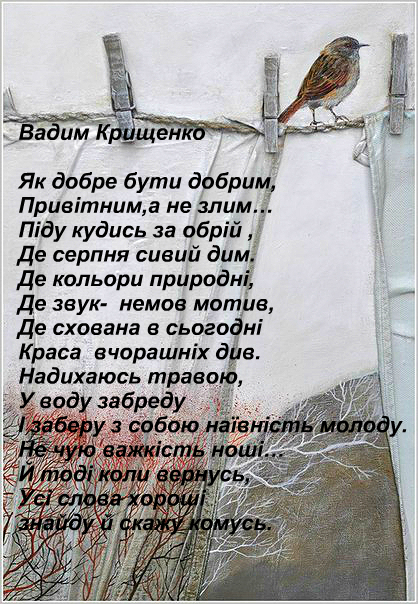 Вадим Крищенко
Як добре бути добрим,
Привітним,а не злим...
Піду кудись за обрій ,
Де серпня сивий дим.
Де кольори природні,
Де звук- немов мотив,
Де схована в сьогодні
Краса вчорашніх див.
Надихаюсь травою,
У воду забреду
І заберу з собою наївність молоду.
Не чую важкість ноші...
Й тоді коли вернусь,
Усі слова хороші
знайду й скажу комусь.